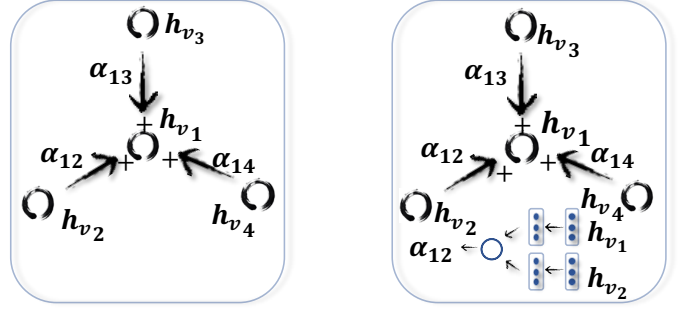 h_{v_3}
α_{13}
+ h_{v_1}
α_{12} + + α_{14}
h_{v_2} h_{v_4}
h_{v_3}
α_{13}
+ h_{v_1}
α_{12} + + α_{14}
h_{v_2} h_{v_4}
α_{12} h_{v_1}
h_{v_2}